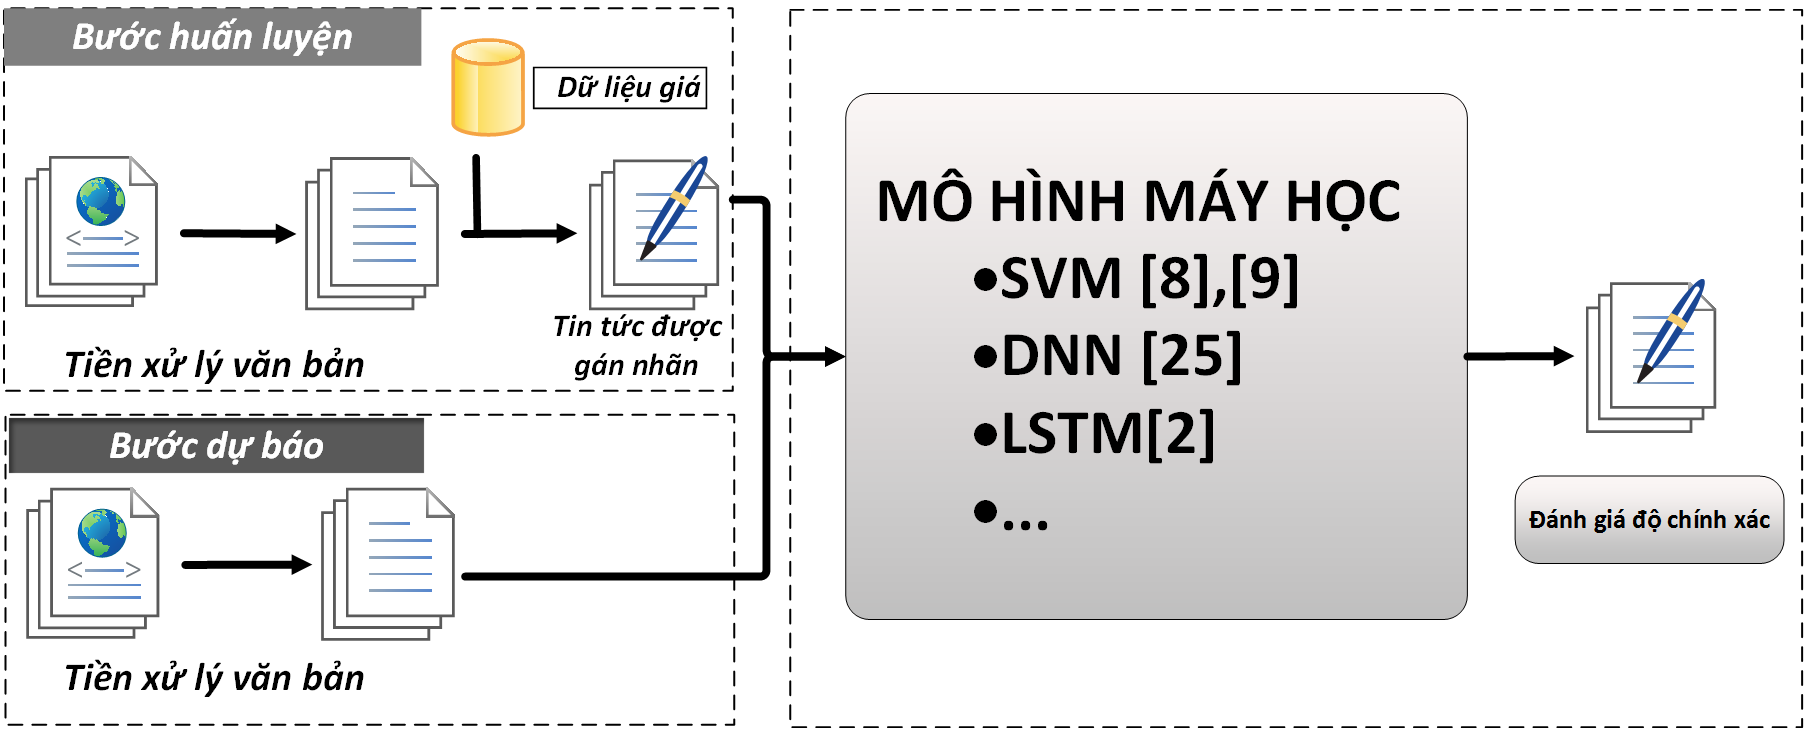 Bước huấn luyện
Dữ liệu giá
Tin tức được
gán nhãn
Tiền xử lý văn bản
Bước dự báo
Tiền xử lý văn bản
MÔ HÌNH MÁY HỌC
•SVM [8],[9]
•DNN [25]
•LSTM[2]
•...
Đánh giá độ chính xác